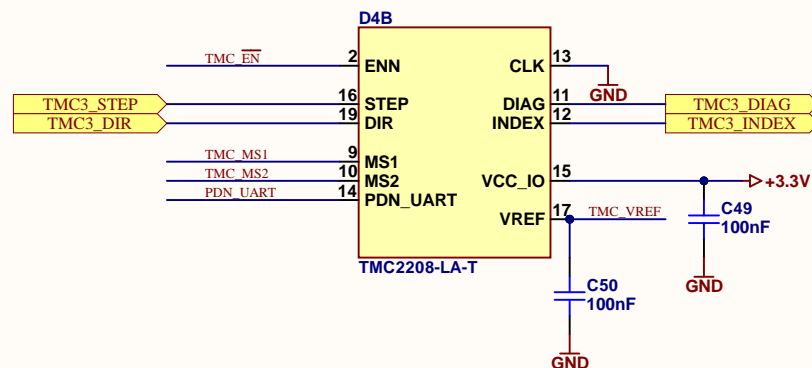 D4B
TMC_EN 2 ENN CLK 13
GND
TMC3_STEP 16 STEP DIAG 11 TMC3_DIAG
TMC3_DIR 19 DIR INDEX 12 TMC3_INDEX
TMC_MS1 9 MS1
TMC_MS2 10 MS2 VCC_IO 15 +3.3V
PDN_UART 14 PDN_UART
VREF 17 TMC_VREF
C49
100nF
GND
TMC2208-LA-T
C50
100nF
GND